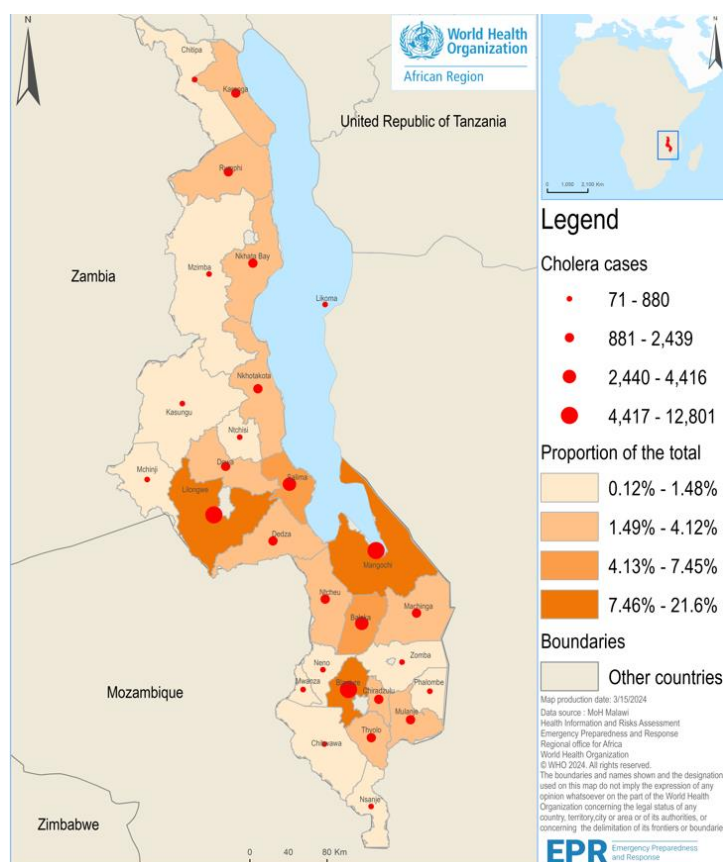 N
World Health
Organization
African Region
N
0 1,000 2,100 Km
Chitipa
Karonga
United Republic of Tanzania
Rumphi
Zambia
Mzimba
Nkhata Bay
Likoma
Nkhotakota
Kasungu
Ntchisi
Mchinji
Dowa
Salima
Lilongwe
Dedza
Mangochi
Ntcheu
Machinga
Balaka
Zomba
Neno
Mwanza
Blantyre
Phalombe
Chiradzulu
Mulanje
Thyolo
Chikwawa
Nsanje
Mozambique
Zimbabwe
0 40 80 Km
Legend
Cholera cases
71 - 880
881 - 2,439
2,440 - 4,416
4,417 - 12,801
Proportion of the total
0.12% - 1.48%
1.49% - 4.12%
4.13% - 7.45%
7.46% - 21.6%
Boundaries
Other countries
Map production date: 3/15/2024
Data source : MoH Malawi
Health Information and Risks Assessment
Emergency Preparedness and Response
Regional office for Africa
World Health Organization
© WHO 2024. All rights reserved.
The boundaries and names shown and the designation
used on this map do not imply the expression of any
opinion whatsoever on the part of the World Health
Organization concerning the legal status of any
country, territory,city or area or of its authorities, or
concerning the delimitation of its frontiers or boundarie
EPR Emergency Preparedness
and Response